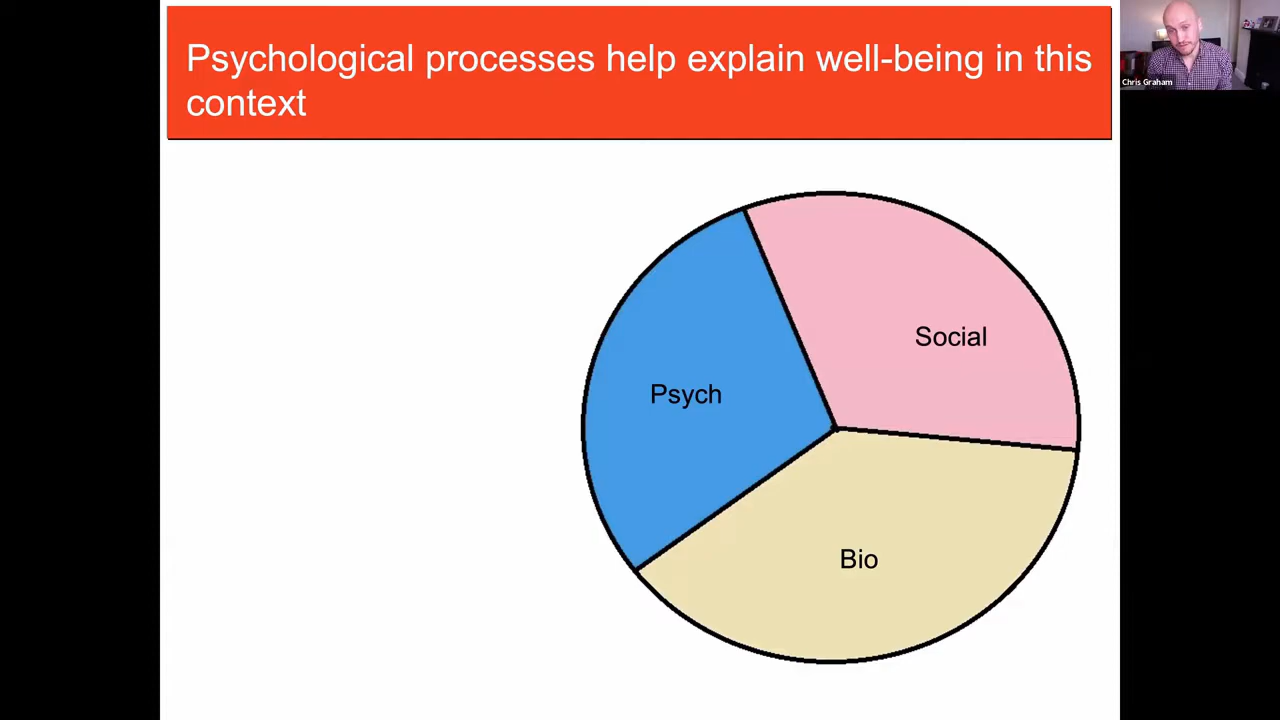 Psychological processes help explain well-being in this
context
Chris Graham
Social
Psych
Bio